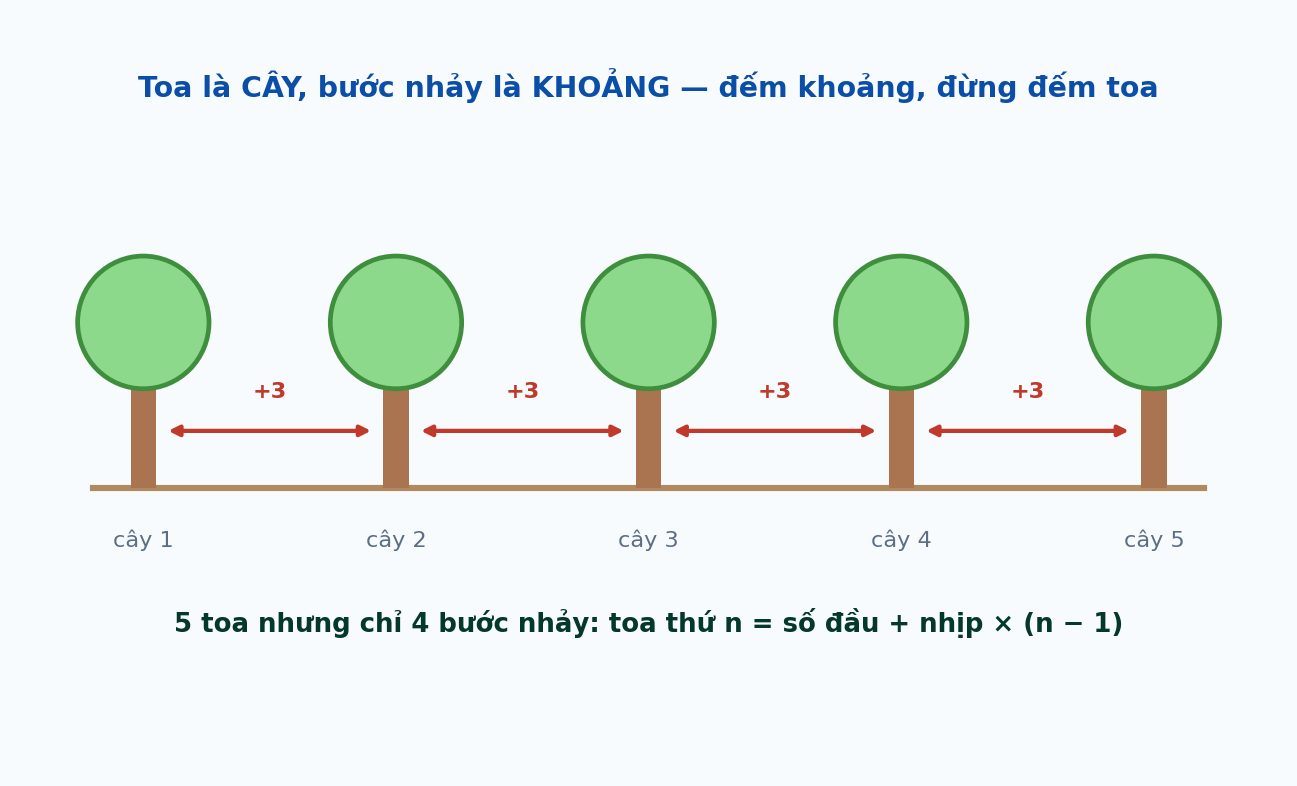 Toa là CÂY, bước nhảy là KHOẢNG — đếm khoảng, đừng đếm toa
+3 +3 +3 +3
cây 1 cây 2 cây 3 cây 4 cây 5
5 toa nhưng chỉ 4 bước nhảy: toa thứ n = số đầu + nhịp × (n − 1)